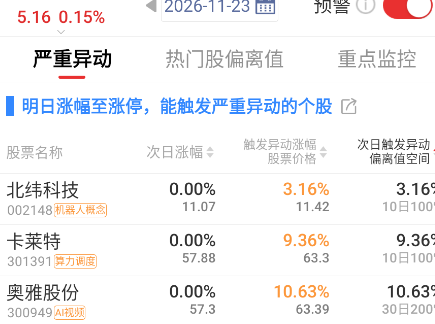 5.16 0.15%
2026-11-23
预警
严重异动 热门股偏离值 重点监控
明日涨幅至涨停，能触发严重异动的个股
股票名称 次日涨幅 触发异动涨幅 股票价格 次日触发异动 偏离值空间
北纬科技 0.00% 3.16% 3.16%
002148 机器人概念 11.07 11.42 10日100%
卡莱特 0.00% 9.36% 9.36%
301391 算力调度 57.88 63.3 10日100%
奥雅股份 0.00% 10.63% 10.63%
300949 AI视频 57.3 63.39 30日200%